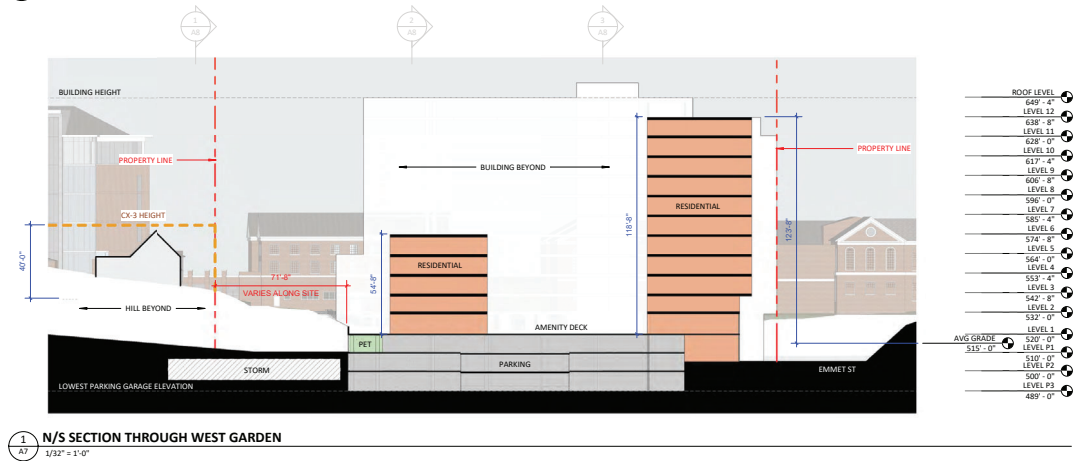 1
A8
2
A8
3
A8
BUILDING HEIGHT
PROPERTY LINE
BUILDING BEYOND
PROPERTY LINE
CX-3 HEIGHT
RESIDENTIAL
118'-8"
123'-8"
40'-0"
RESIDENTIAL
71'-8"
VARIES ALONG SITE
54'-8"
HILL BEYOND
AMENITY DECK
PET
PARKING
STORM
EMMET ST
LOWEST PARKING GARAGE ELEVATION
ROOF LEVEL
649' - 4"
LEVEL 12
638' - 8"
LEVEL 11
628' - 0"
LEVEL 10
617' - 4"
LEVEL 9
606' - 8"
LEVEL 8
596' - 0"
LEVEL 7
585' - 4"
LEVEL 6
574' - 8"
LEVEL 5
564' - 0"
LEVEL 4
553' - 4"
LEVEL 3
542' - 8"
LEVEL 2
532' - 0"
LEVEL 1
520' - 0"
AVG GRADE
515' - 0"
LEVEL P1
510' - 0"
LEVEL P2
500' - 0"
LEVEL P3
489' - 0"
1
A7
N/S SECTION THROUGH WEST GARDEN
1/32" = 1'-0"